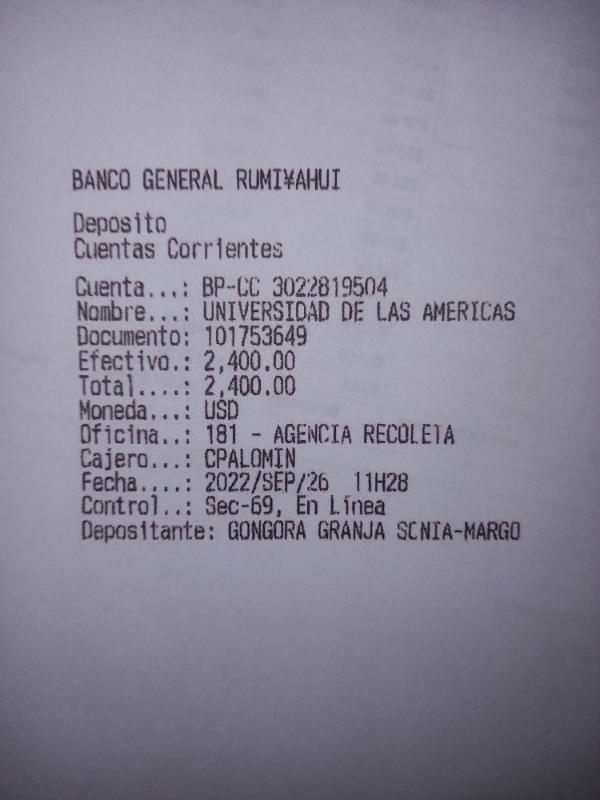 BANCO GENERAL RUMI¥AHUI
Deposito
Cuentas Corrientes
Cuenta...: BP-CC 3022819504
Nombre...: UNIVERSIDAD DE LAS AMERICAS
Documento: 101753649
Efectivo.: 2,400.00
Total....: 2,400.00
Moneda...: USD
Oficina..: 181 - AGENCIA RECOLETA
Cajero...: CPALOMIN
Fecha....: 2022/SEP/26 11H28
Control..: Sec-69, En Línea
Depositante: GONGORA GRANJA SONIA-MARGO